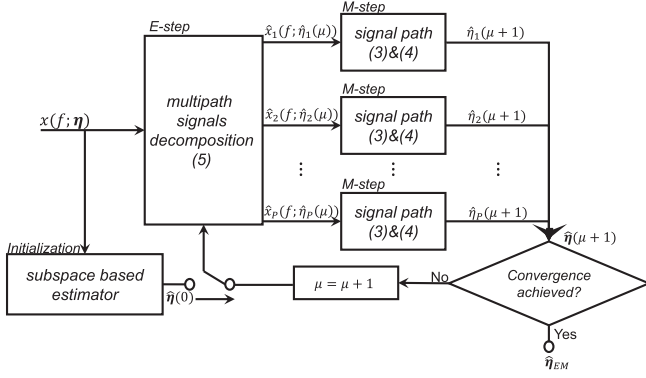 E-step
M-step
x̂₁(f; η̂₁(μ))
signal path
(3)&(4)
η̂₁(μ + 1)
x(f; η)
multipath
signals
decomposition
(5)
M-step
x̂₂(f; η̂₂(μ))
signal path
(3)&(4)
η̂₂(μ + 1)
⋮ ⋮ ⋮
M-step
x̂_P(f; η̂_P(μ))
signal path
(3)&(4)
η̂_P(μ + 1)
η̂(μ + 1)
Initialization
subspace based
estimator
η̂(0)
μ = μ + 1
No
Convergence
achieved?
Yes
η̂_EM